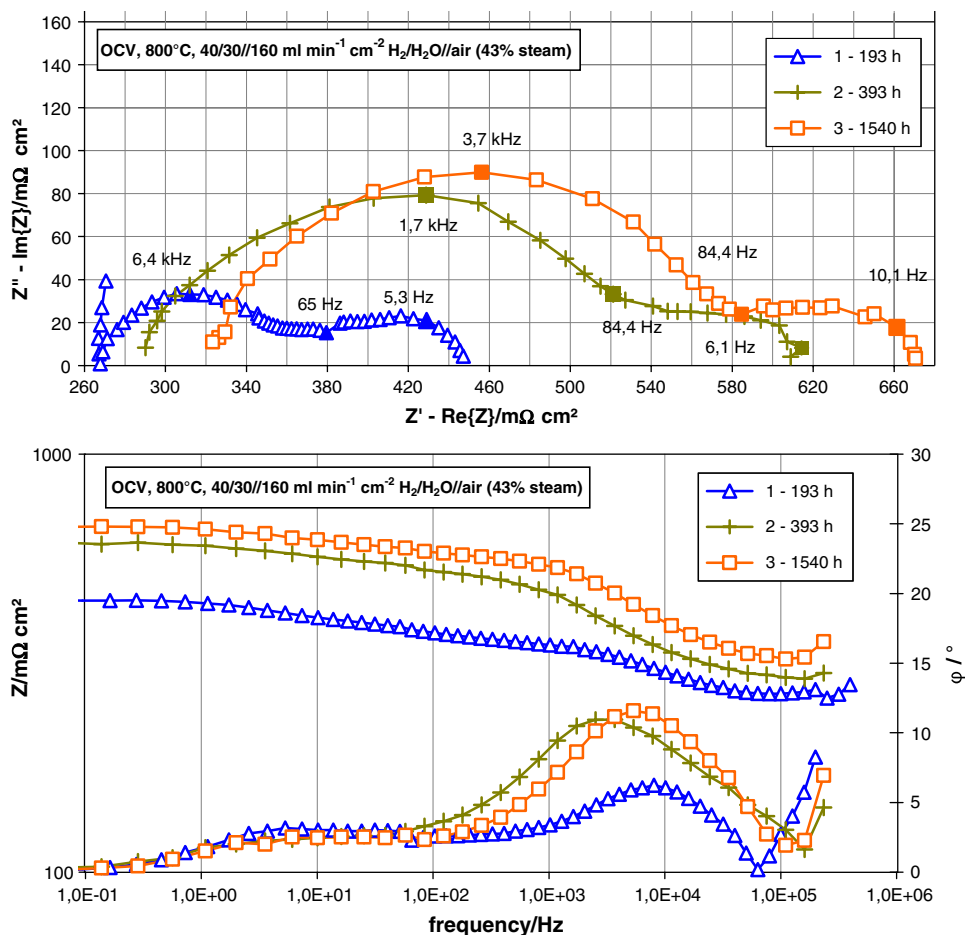 160
140
120
100
80
60
40
20
0
Z'' - Im{Z}/mΩ cm²
OCV, 800°C, 40/30//160 ml min⁻¹ cm⁻² H₂/H₂O//air (43% steam)
1 - 193 h
2 - 393 h
3 - 1540 h
3,7 kHz
1,7 kHz
6,4 kHz
65 Hz
5,3 Hz
84,4 Hz
84,4 Hz
10,1 Hz
6,1 Hz
260 300 340 380 420 460 500 540 580 620 660
Z' - Re{Z}/mΩ cm²
1000
100
Z/mΩ cm²
OCV, 800°C, 40/30//160 ml min⁻¹ cm⁻² H₂/H₂O//air (43% steam)
1 - 193 h
2 - 393 h
3 - 1540 h
30
25
20
15
10
5
0
φ / °
1,0E-01 1,0E+00 1,0E+01 1,0E+02 1,0E+03 1,0E+04 1,0E+05 1,0E+06
frequency/Hz